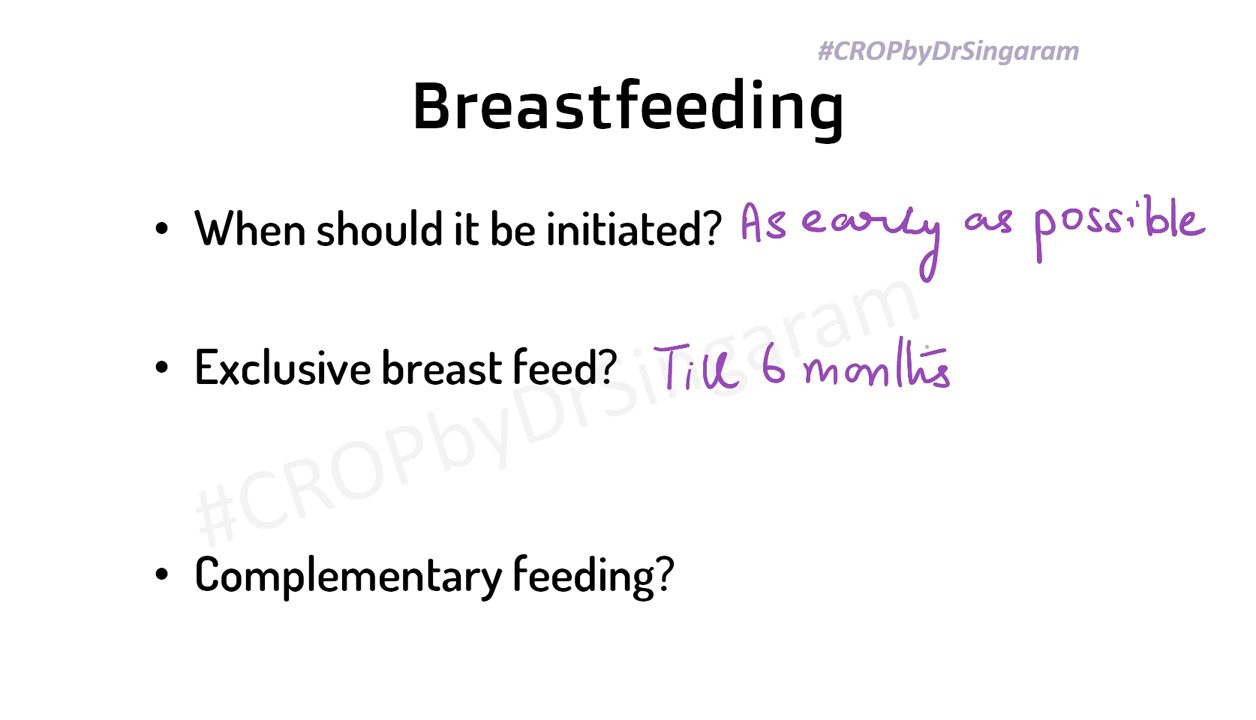 #CROPbyDrSingaram
Breastfeeding
• When should it be initiated? As early as possible
• Exclusive breast feed? Till 6 months
#CROPbyDrSingaram
• Complementary feeding?